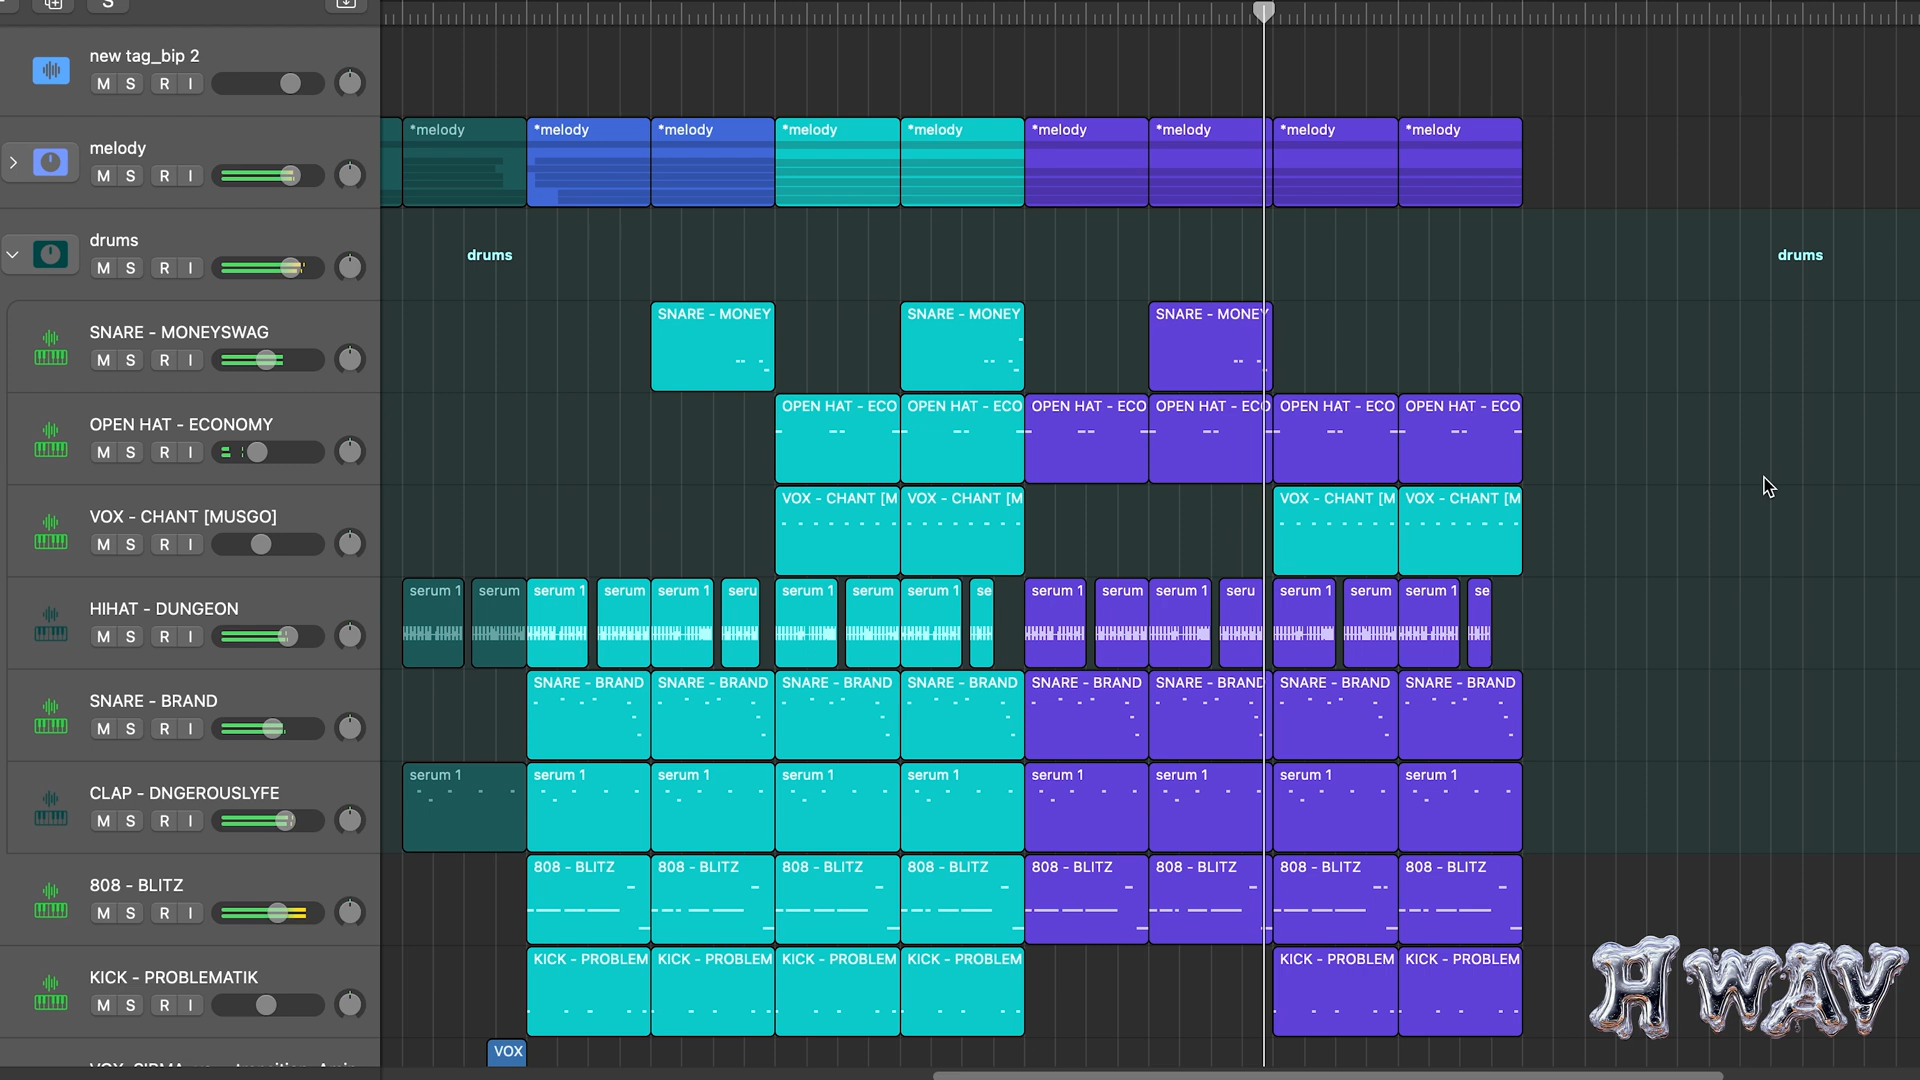 S
new tag_bip 2
M S R I
*melody *melody *melody *melody *melody *melody *melody *melody *melody
melody
M S R I
drums
drums drums
M S R I
SNARE - MONEY SNARE - MONEY SNARE - MONEY
SNARE - MONEYSWAG
M S R I
OPEN HAT - ECO OPEN HAT - ECO OPEN HAT - ECO OPEN HAT - ECO OPEN HAT - ECO OPEN HAT - ECO
OPEN HAT - ECONOMY
M S R I
VOX - CHANT [M VOX - CHANT [M VOX - CHANT [M VOX - CHANT [M
VOX - CHANT [MUSGO]
M S R I
serum 1 serum serum 1 serum serum 1 seru serum 1 serum serum 1 se serum 1 serum serum 1 seru serum 1 serum serum 1 se
HIHAT - DUNGEON
M S R I
SNARE - BRAND SNARE - BRAND SNARE - BRAND SNARE - BRAND SNARE - BRAND SNARE - BRAND SNARE - BRAND SNARE - BRAND
SNARE - BRAND
M S R I
serum 1 serum 1 serum 1 serum 1 serum 1 serum 1 serum 1 serum 1 serum 1
CLAP - DNGEROUSLYFE
M S R I
808 - BLITZ 808 - BLITZ 808 - BLITZ 808 - BLITZ 808 - BLITZ 808 - BLITZ 808 - BLITZ 808 - BLITZ
808 - BLITZ
M S R I
KICK - PROBLEM KICK - PROBLEM KICK - PROBLEM KICK - PROBLEM KICK - PROBLEM KICK - PROBLEM
KICK - PROBLEMATIK
M S R I
H WAV
VOX